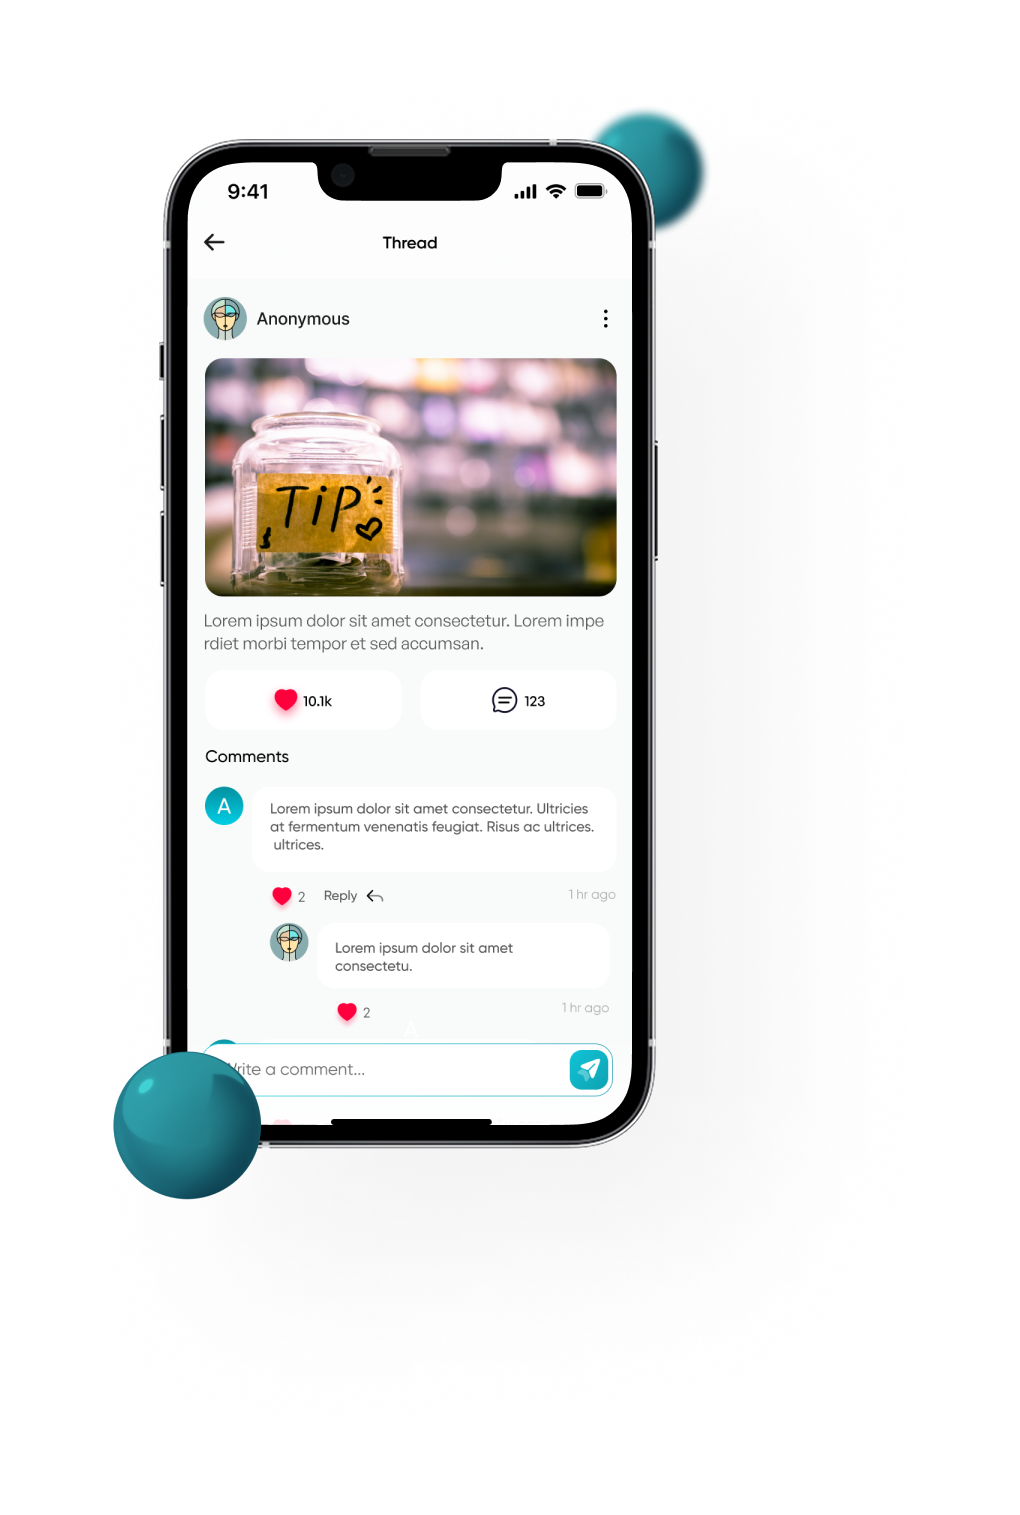 9:41
Thread
Anonymous
TiP
Lorem ipsum dolor sit amet consectetur. Lorem impe
rdiet morbi tempor et sed accumsan.
10.1k
123
Comments
A
Lorem ipsum dolor sit amet consectetur. Ultricies
at fermentum venenatis feugiat. Risus ac ultrices.
ultrices.
2 Reply 1 hr ago
Lorem ipsum dolor sit amet
consectetu.
2 1 hr ago
Write a comment...